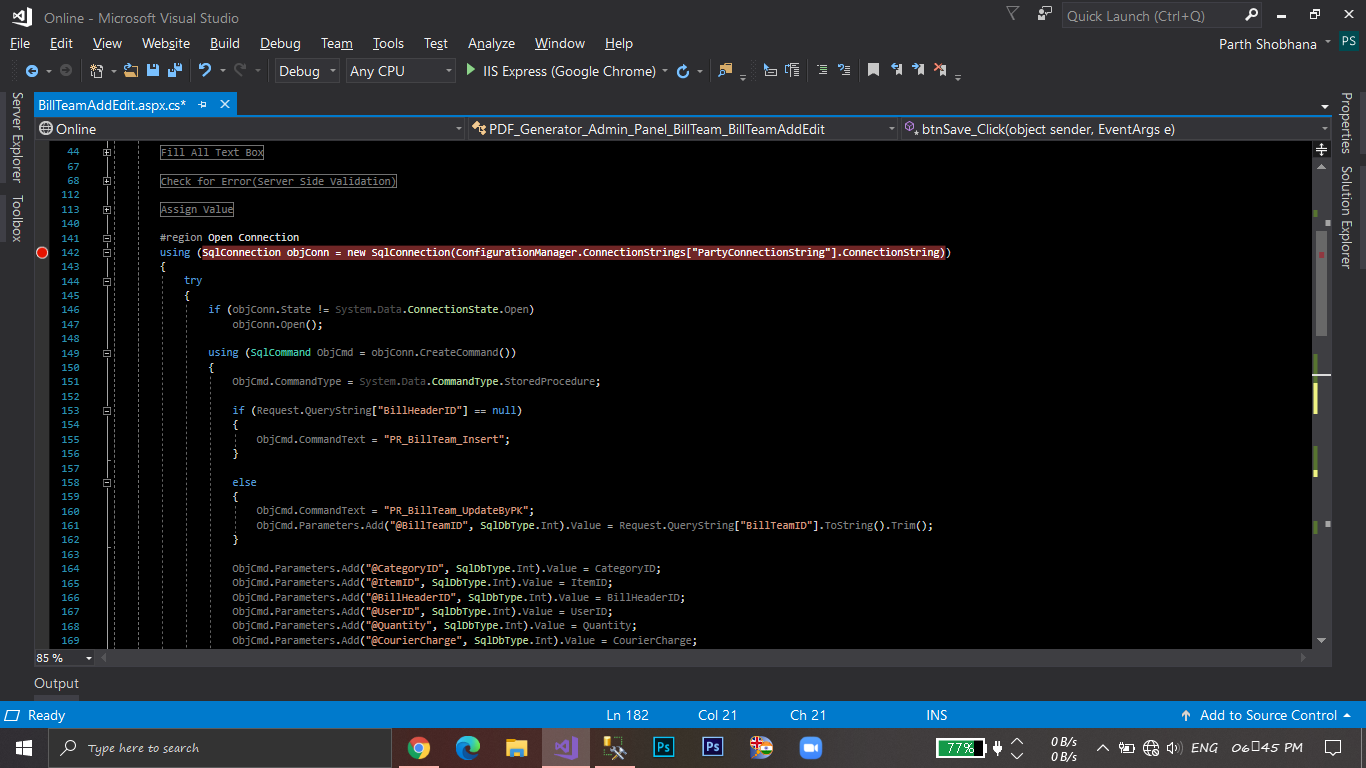 Online - Microsoft Visual Studio
Quick Launch (Ctrl+Q)
File Edit View Website Build Debug Team Tools Test Analyze Window Help
Parth Shobhana PS
Debug Any CPU IIS Express (Google Chrome)
Server Explorer
Toolbox
Properties
Solution Explorer
BillTeamAddEdit.aspx.cs*
Online PDF_Generator_Admin_Panel_BillTeam_BillTeamAddEdit btnSave_Click(object sender, EventArgs e)
44 Fill All Text Box
67
68 Check for Error(Server Side Validation)
112
113 Assign Value
140
141 #region Open Connection
142 using (SqlConnection objConn = new SqlConnection(ConfigurationManager.ConnectionStrings["PartyConnectionString"].ConnectionString))
143 {
144 try
145 {
146 if (objConn.State != System.Data.ConnectionState.Open)
147 objConn.Open();
148
149 using (SqlCommand ObjCmd = objConn.CreateCommand())
150 {
151 ObjCmd.CommandType = System.Data.CommandType.StoredProcedure;
152
153 if (Request.QueryString["BillHeaderID"] == null)
154 {
155 ObjCmd.CommandText = "PR_BillTeam_Insert";
156 }
157
158 else
159 {
160 ObjCmd.CommandText = "PR_BillTeam_UpdateByPK";
161 ObjCmd.Parameters.Add("@BillTeamID", SqlDbType.Int).Value = Request.QueryString["BillTeamID"].ToString().Trim();
162 }
163
164 ObjCmd.Parameters.Add("@CategoryID", SqlDbType.Int).Value = CategoryID;
165 ObjCmd.Parameters.Add("@ItemID", SqlDbType.Int).Value = ItemID;
166 ObjCmd.Parameters.Add("@BillHeaderID", SqlDbType.Int).Value = BillHeaderID;
167 ObjCmd.Parameters.Add("@UserID", SqlDbType.Int).Value = UserID;
168 ObjCmd.Parameters.Add("@Quantity", SqlDbType.Int).Value = Quantity;
169 ObjCmd.Parameters.Add("@CourierCharge", SqlDbType.Int).Value = CourierCharge;
85 %
Output
Ready Ln 182 Col 21 Ch 21 INS Add to Source Control
Type here to search
Ps Ps
77%
0 B/s
0 B/s
ENG 06▯45 PM